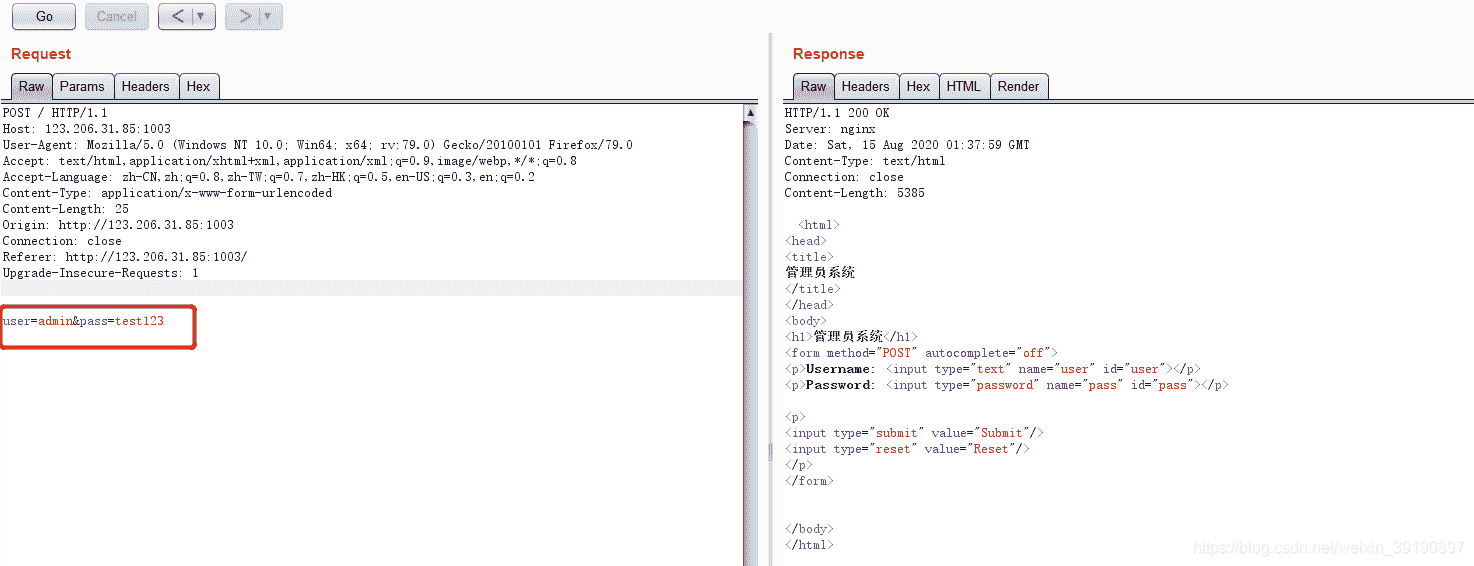 Go Cancel < ▼ > ▼
Request
Raw Params Headers Hex
POST / HTTP/1.1
Host: 123.206.31.85:1003
User-Agent: Mozilla/5.0 (Windows NT 10.0; Win64; x64; rv:79.0) Gecko/20100101 Firefox/79.0
Accept: text/html,application/xhtml+xml,application/xml;q=0.9,image/webp,*/*;q=0.8
Accept-Language: zh-CN,zh;q=0.8,zh-TW;q=0.7,zh-HK;q=0.5,en-US;q=0.3,en;q=0.2
Content-Type: application/x-www-form-urlencoded
Content-Length: 25
Origin: http://123.206.31.85:1003
Connection: close
Referer: http://123.206.31.85:1003/
Upgrade-Insecure-Requests: 1
user=admin&pass=test123
Response
Raw Headers Hex HTML Render
HTTP/1.1 200 OK
Server: nginx
Date: Sat, 15 Aug 2020 01:37:59 GMT
Content-Type: text/html
Connection: close
Content-Length: 5385
<html>
<head>
<title>
管理员系统
</title>
</head>
<body>
<h1>管理员系统</h1>
<form method="POST" autocomplete="off">
<p>Username: <input type="text" name="user" id="user"></p>
<p>Password: <input type="password" name="pass" id="pass"></p>
<p>
<input type="submit" value="Submit"/>
<input type="reset" value="Reset"/>
</p>
</form>
</body>
</html>
https://blog.csdn.net/weixin_39190897